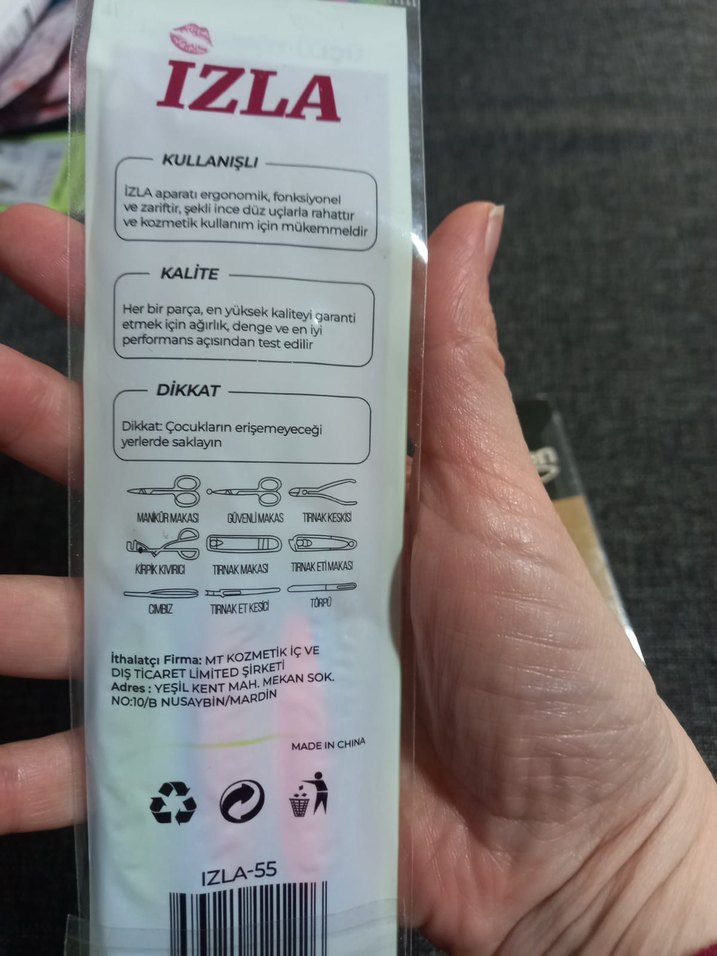 İZLA
KULLANIŞLI
İZLA aparatı ergonomik, fonksiyonel
ve zariftir, şekli ince düz uçlarla rahattır
ve kozmetik kullanım için mükemmeldir
KALİTE
Her bir parça, en yüksek kaliteyi garanti
etmek için ağırlık, denge ve en iyi
performans açısından test edilir
DİKKAT
Dikkat: Çocukların erişemeyeceği
yerlerde saklayın
MANİKÜR MAKASI GÜVENLİ MAKAS TIRNAK KESKİSİ
KİRPİK KIVIRICI TIRNAK MAKASI TIRNAK ETİ MAKASI
CIMBIZ TIRNAK ET KESİCİ TÖRPÜ
İthalatçı Firma: MT KOZMETİK İÇ VE
DIŞ TİCARET LİMİTED ŞİRKETİ
Adres : YEŞİL KENT MAH. MEKAN SOK.
NO:10/B NUSAYBİN/MARDİN
MADE IN CHINA
IZLA-55